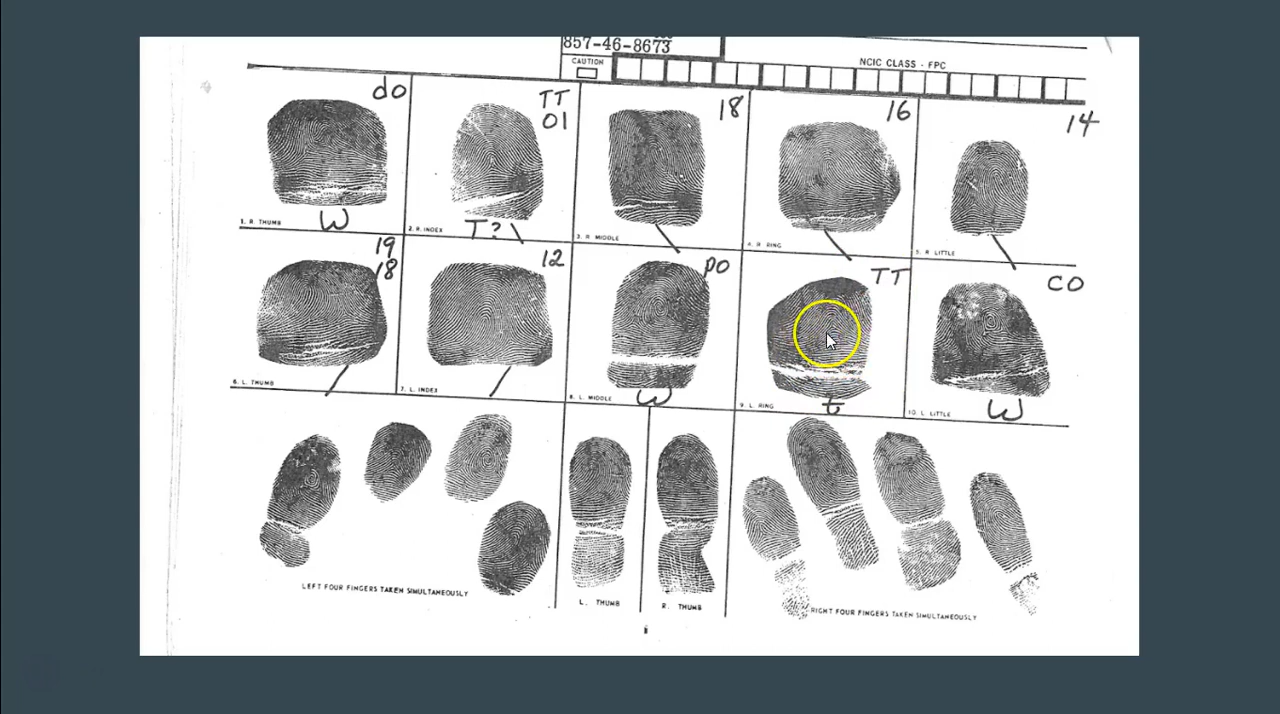 857-46-8673
CAUTION
NCIC CLASS - FPC
dO
TT
01
18
16
14
1. R. THUMB
W
2. R. INDEX
T?\
3. R. MIDDLE
\
4. R. RING
\
5. R. LITTLE
\
19
18
12
PO
TT
CO
6. L. THUMB
/
7. L. INDEX
/
8. L. MIDDLE
W
9. L. RING
t
10. L. LITTLE
W
LEFT FOUR FINGERS TAKEN SIMULTANEOUSLY
L. THUMB
R. THUMB
RIGHT FOUR FINGERS TAKEN SIMULTANEOUSLY